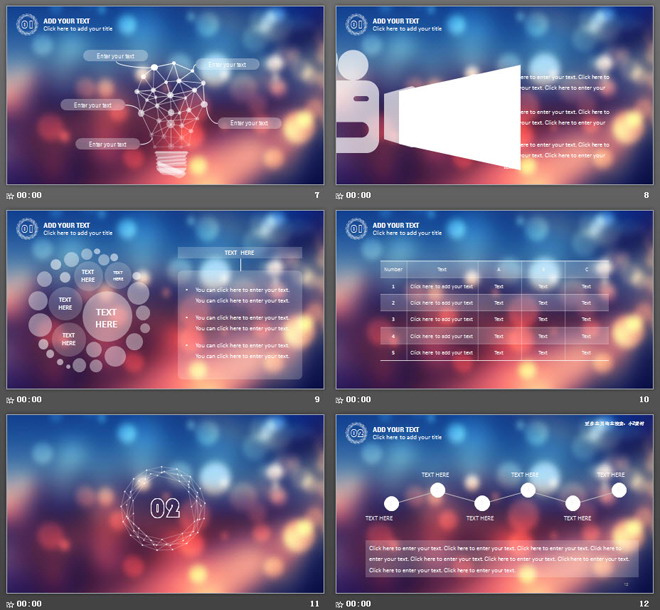 01
ADD YOUR TEXT
Click here to add your title
Enter your text
Enter your text
Enter your text
Enter your text
Enter your text
00:00
7
01
ADD YOUR TEXT
Click here to add your title
re to enter your text. Click here to
enter your text. Click here to enter your
re to enter your text. Click here to
enter your text. Click here to enter your
re to enter your text. Click here to
enter your text. Click here to enter your
00:00
8
01
ADD YOUR TEXT
Click here to add your title
TEXT HERE
TEXT
HERE
TEXT
HERE
TEXT
HERE
TEXT
HERE
TEXT
HERE
• You can click here to enter your text.
You can click here to enter your text.
• You can click here to enter your text.
You can click here to enter your text.
• You can click here to enter your text.
You can click here to enter your text.
00:00
9
01
ADD YOUR TEXT
Click here to add your title
Number Text A B C
1 Click here to add your text Text Text Text
2 Click here to add your text Text Text Text
3 Click here to add your text Text Text Text
4 Click here to add your text Text Text Text
5 Click here to add your text Text Text Text
00:00
10
02
00:00
11
02
ADD YOUR TEXT
Click here to add your title
TEXT HERE TEXT HERE TEXT HERE
TEXT HERE TEXT HERE TEXT HERE
Click here to enter your text. Click here to enter your text. Click here to enter your text. Click here
to enter your text. Click here to enter your text. Click here to enter your text. Click here to enter
your text. Click here to enter your text. Click here to enter your text.
12
00:00
12